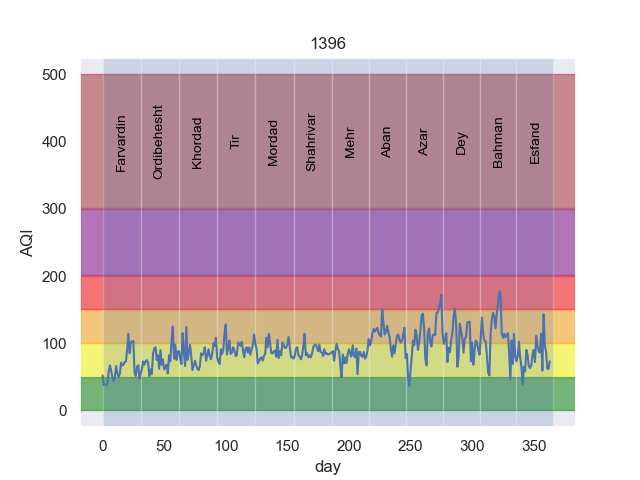 1396
500
400
300
200
100
0
AQI
Farvardin
Ordibehesht
Khordad
Tir
Mordad
Shahrivar
Mehr
Aban
Azar
Dey
Bahman
Esfand
0 50 100 150 200 250 300 350
day